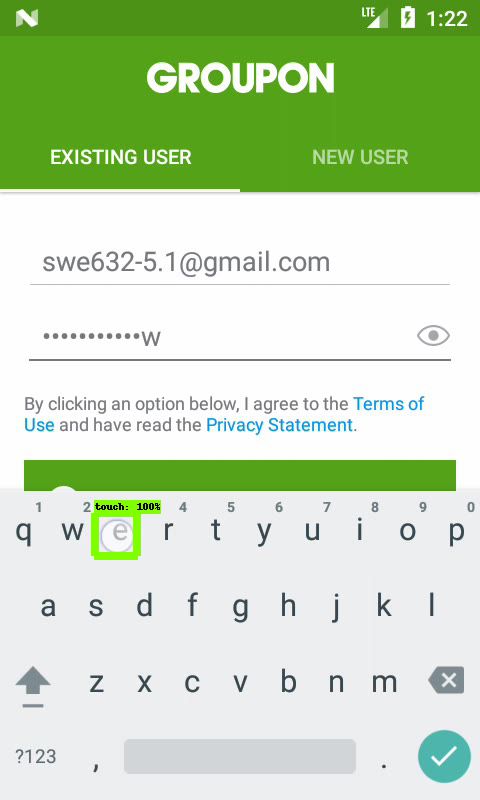 LTE 1:22
GROUPON
EXISTING USER NEW USER
swe632-5.1@gmail.com
•••••••••••w
By clicking an option below, I agree to the Terms of
Use and have read the Privacy Statement.
touch: 100%
1 2 4 5 6 7 8 9 0
q w e r t y u i o p
a s d f g h j k l
z x c v b n m
?123 , .